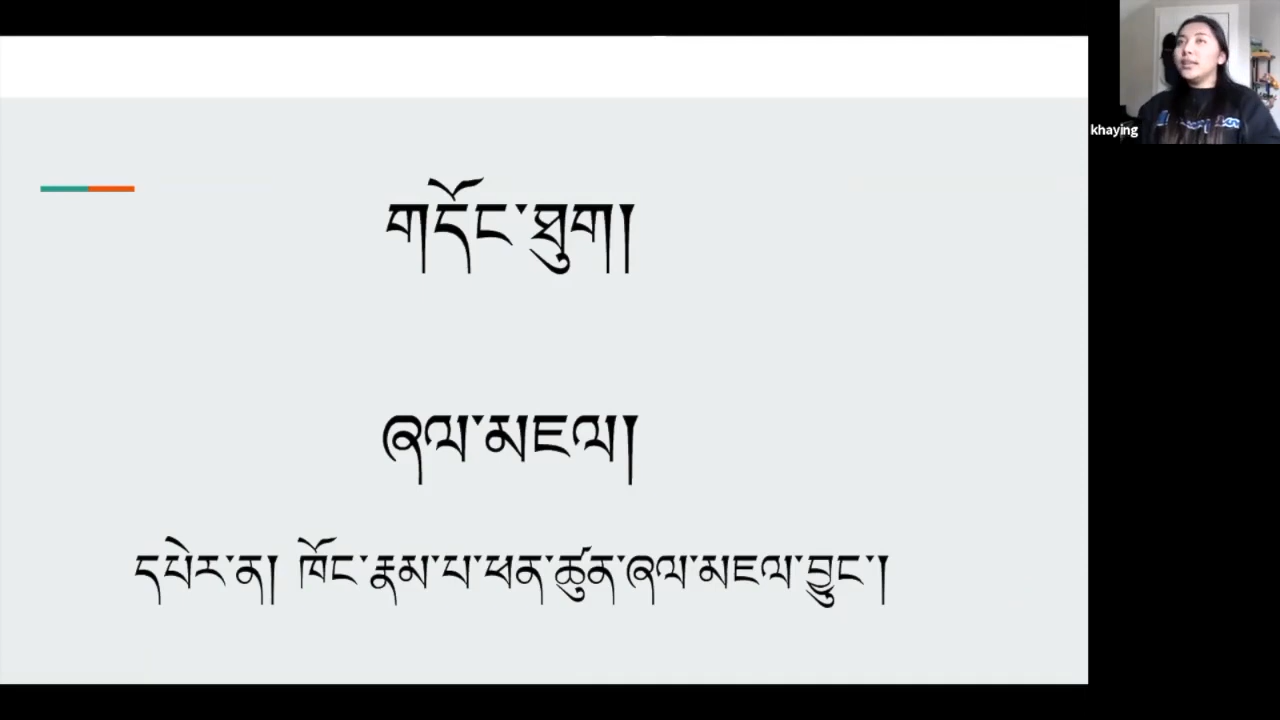 གདོང་ཐུག།
ཞལ་མཇལ།
དཔེར་ན། ཁོང་རྣམ་པ་ཕན་ཚུན་ཞལ་མཇལ་བྱུང་།
khaying